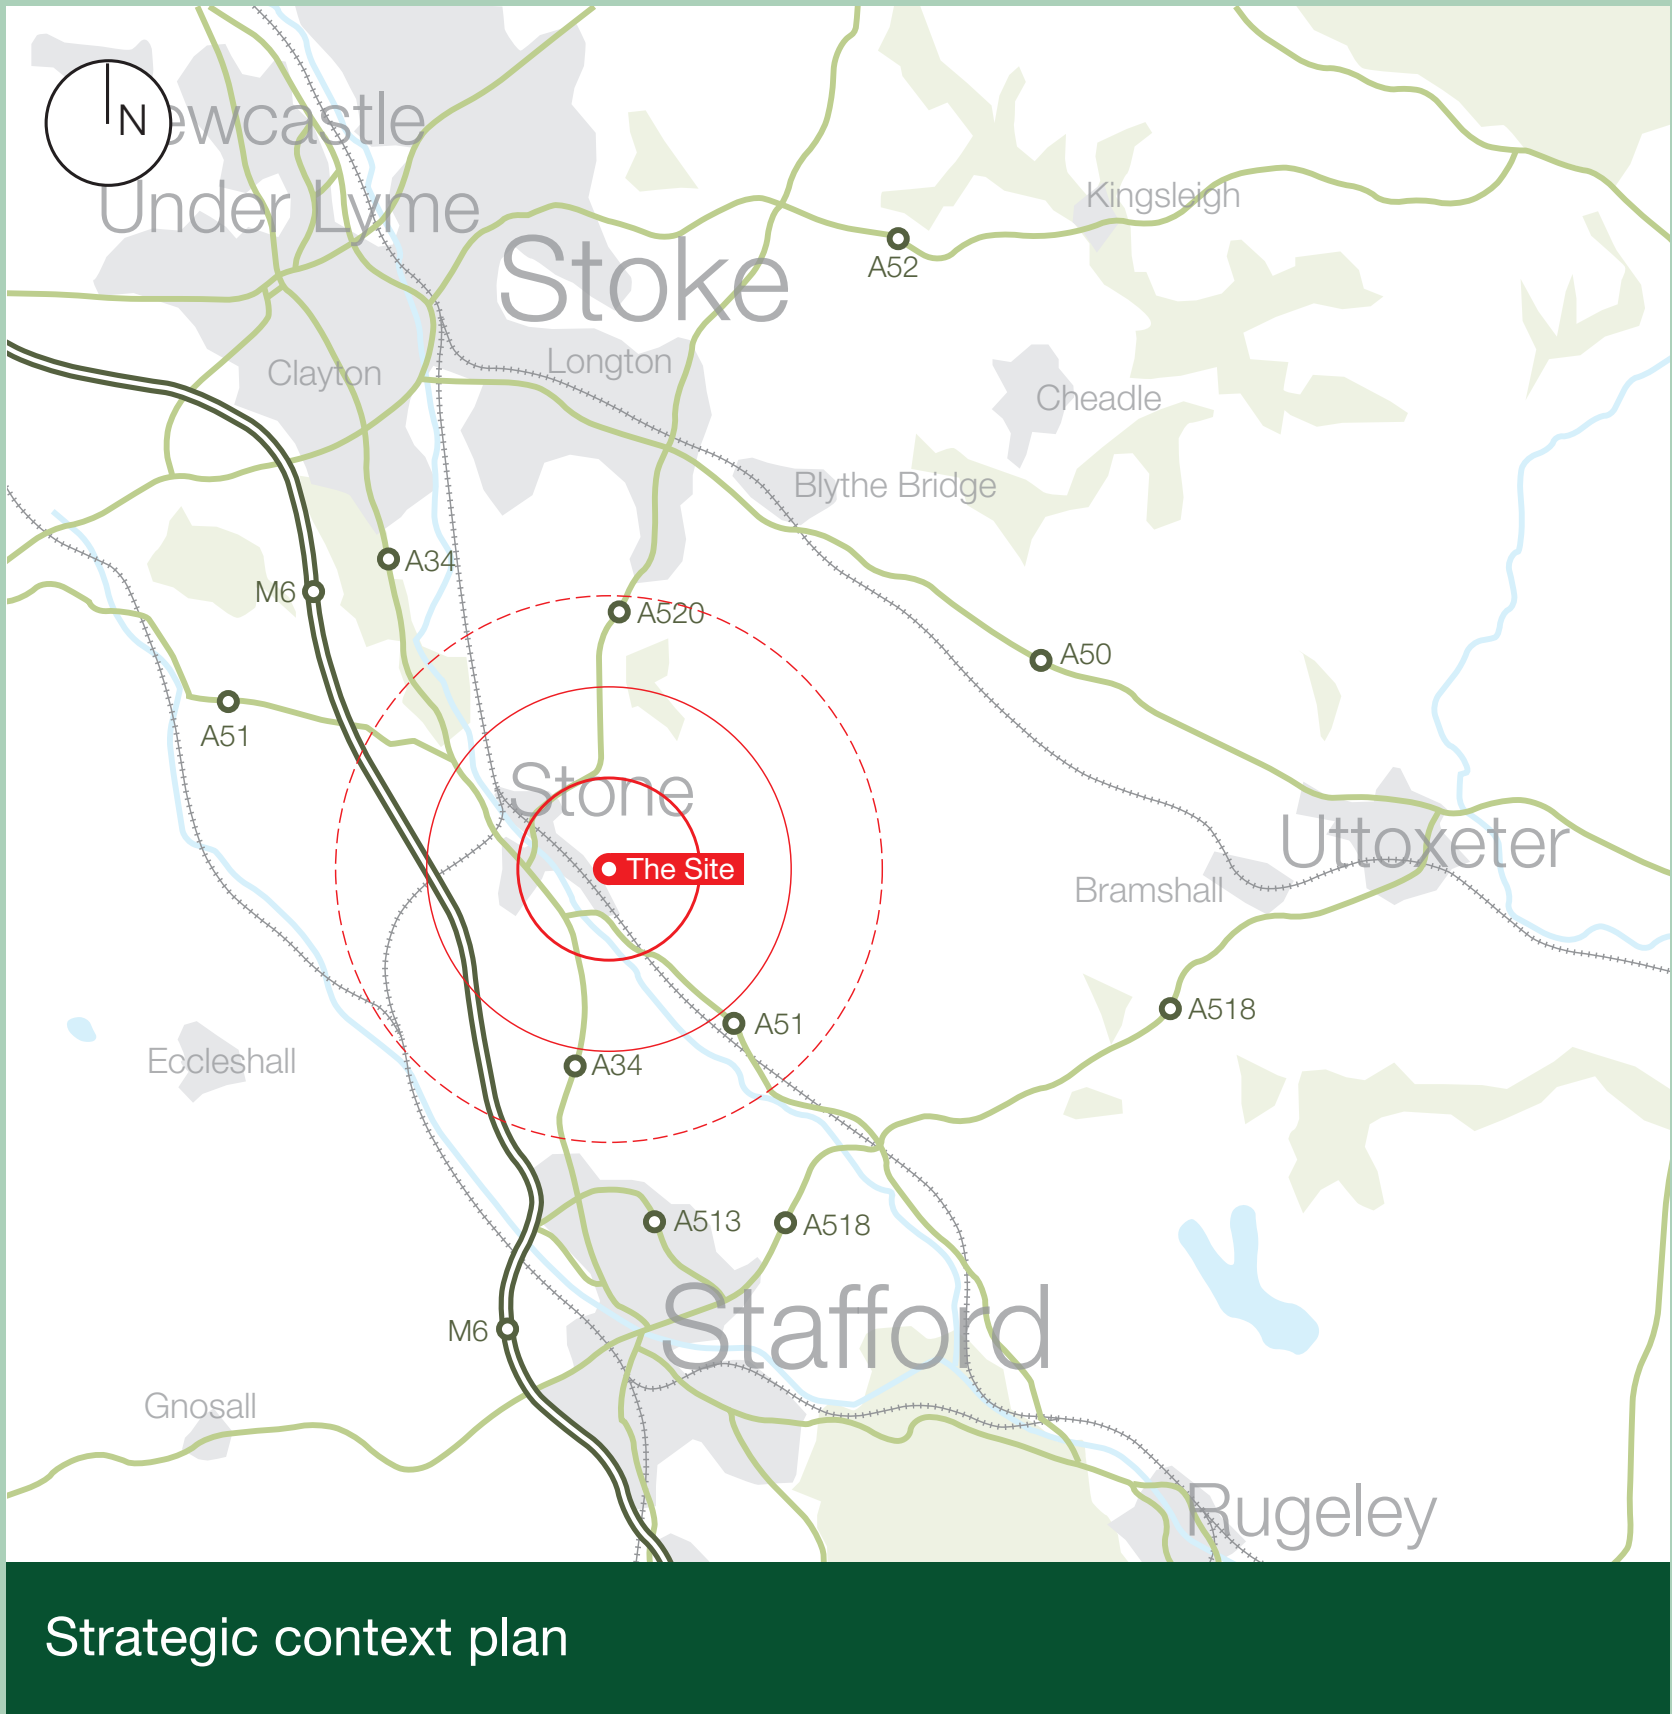 N
ewcastle
Under Lyme
Kingsleigh
Stoke
A52
Longton
Clayton
Cheadle
Blythe Bridge
A34
M6
A520
A50
A51
Stone
Uttoxeter
The Site
Bramshall
A518
A51
Eccleshall
A34
A513
A518
Stafford
M6
Gnosall
Rugeley
Strategic context plan